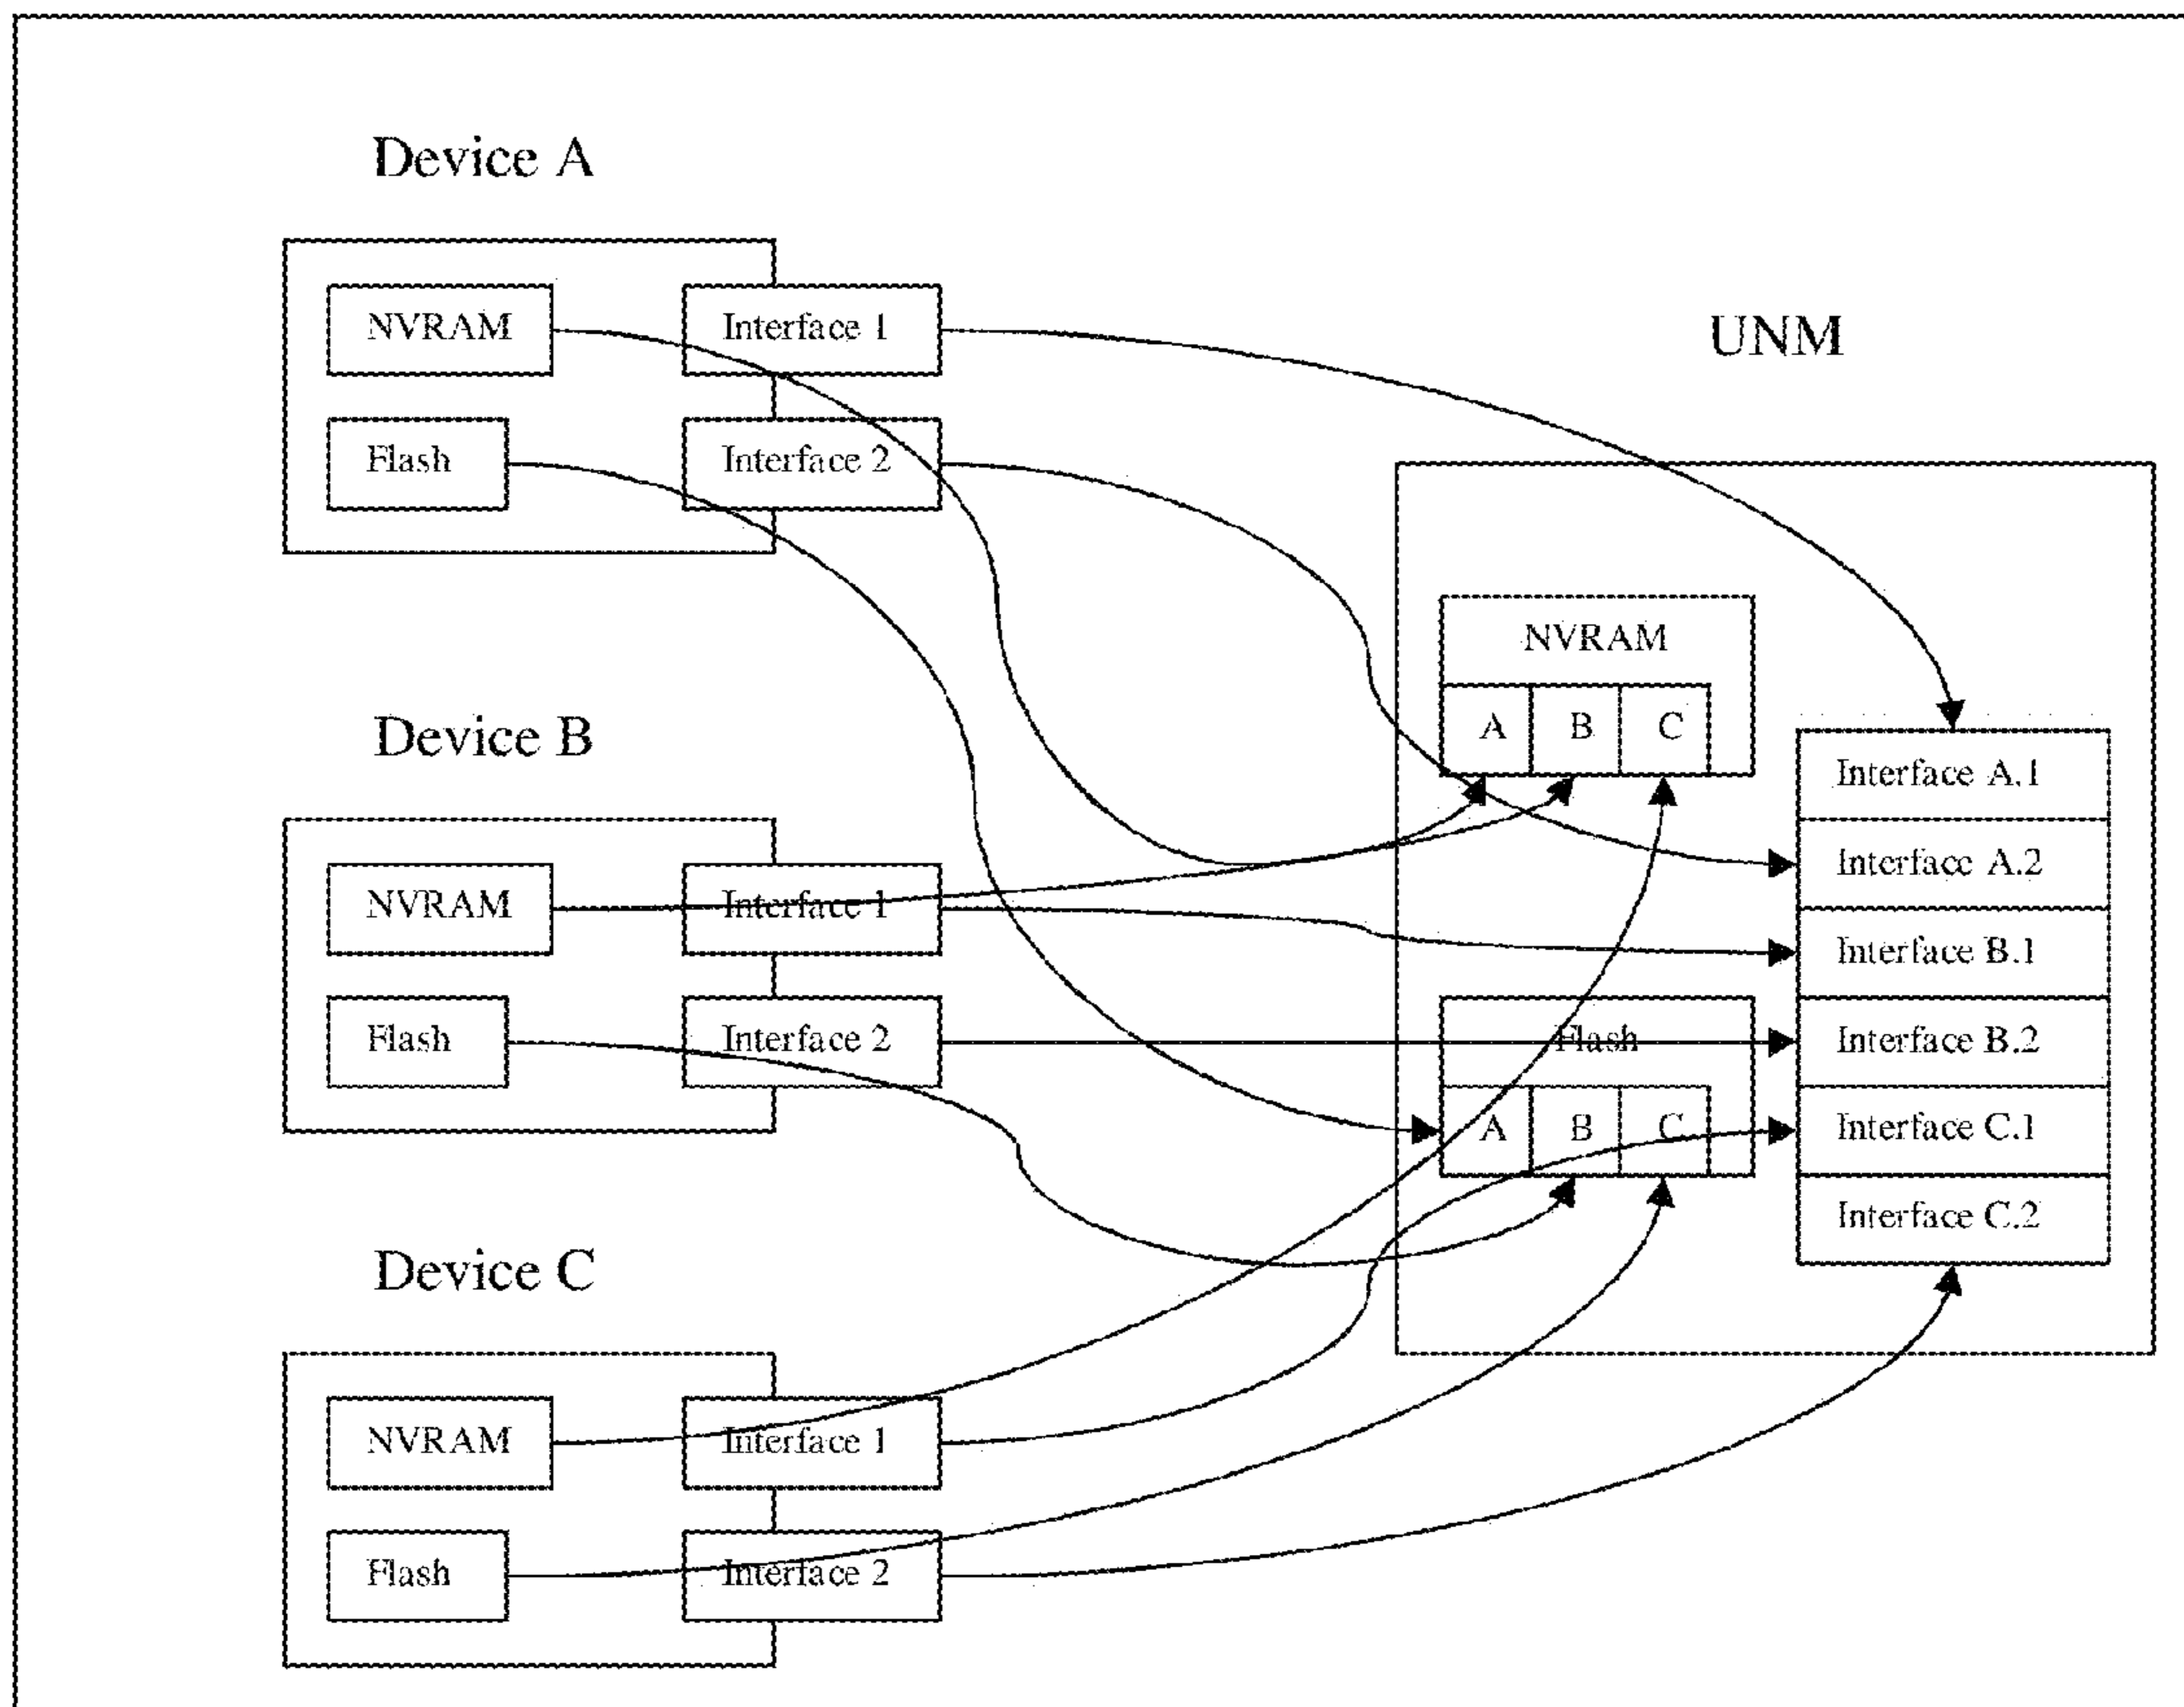 Device A
NVRAM
Interface 1
Flash
Interface 2
Device B
NVRAM
Interface 1
Flash
Interface 2
Device C
NVRAM
Interface 1
Flash
Interface 2
UNM
NVRAM
A B C
Flash
A B C
Interface A.1
Interface A.2
Interface B.1
Interface B.2
Interface C.1
Interface C.2